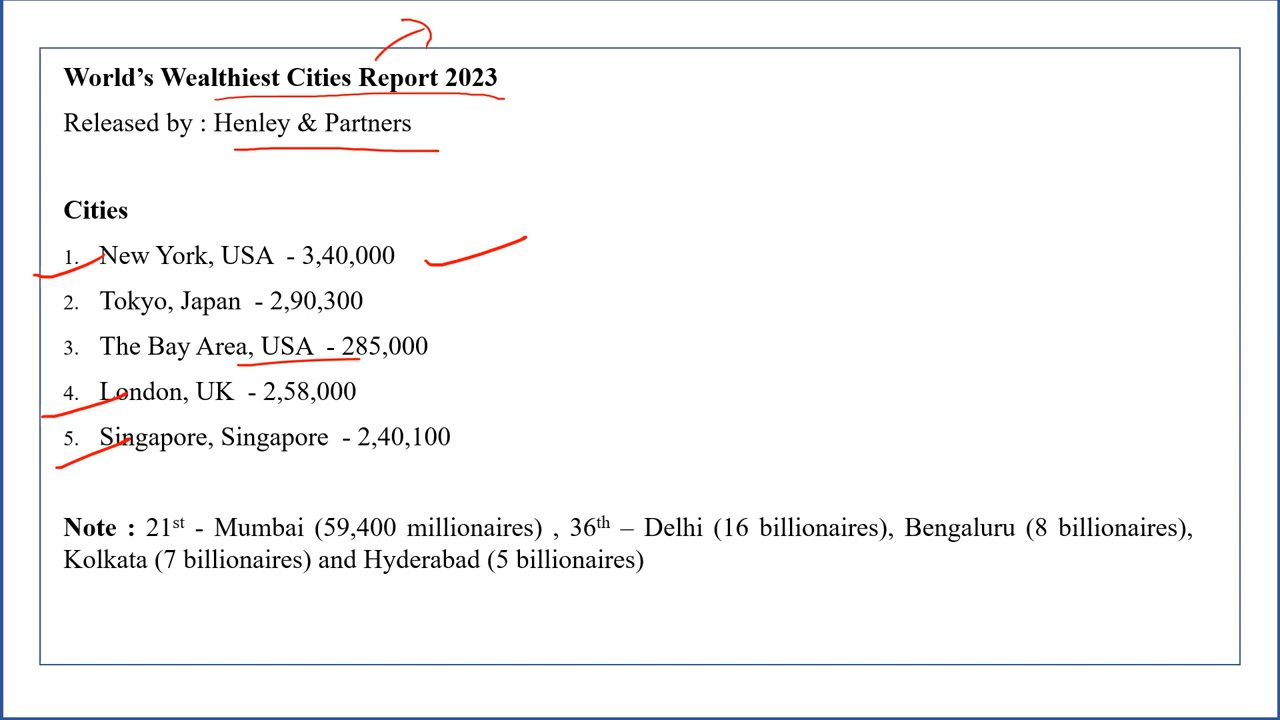 World’s Wealthiest Cities Report 2023
Released by : Henley & Partners
Cities
1. New York, USA - 3,40,000
2. Tokyo, Japan - 2,90,300
3. The Bay Area, USA - 285,000
4. London, UK - 2,58,000
5. Singapore, Singapore - 2,40,100
Note : 21st - Mumbai (59,400 millionaires) , 36th – Delhi (16 billionaires), Bengaluru (8 billionaires),
Kolkata (7 billionaires) and Hyderabad (5 billionaires)